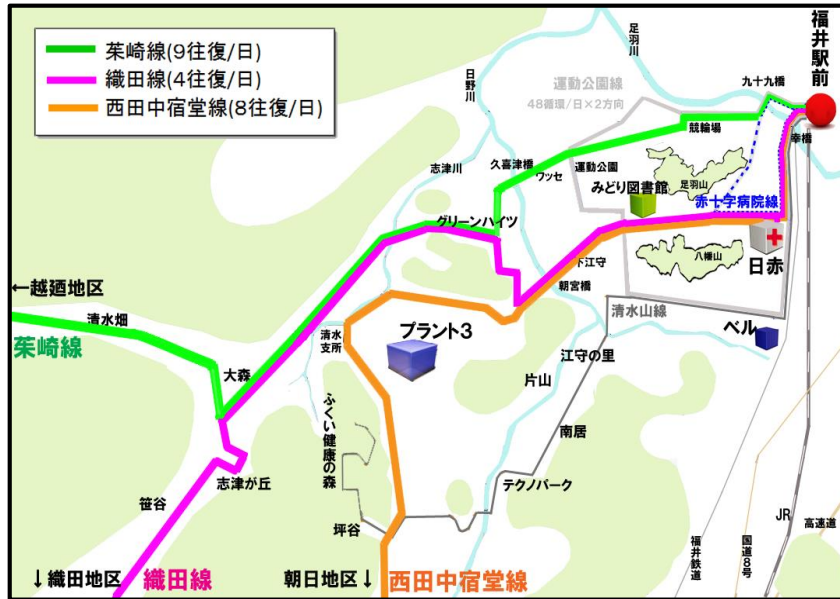 茱崎線(9往復/日)
織田線(4往復/日)
西田中宿堂線(8往復/日)
福井駅前
足羽川
日野川
九十九橋
運動公園線
48循環/日×2方向
競輪場
幸橋
久喜津橋
ワッセ
運動公園
足羽山
志津川
みどり図書館
赤十字病院線
グリーンハイツ
八幡山
日赤
下江守
朝宮橋
←越廼地区
清水畑
清水山線
ベル
茱崎線
清水
支所
プラント3
江守の里
大森
片山
ふくい健康の森
南居
志津が丘
テクノパーク
笹谷
坪谷
JR
高速道
福井鉄道
国道8号
↓織田地区
織田線
朝日地区↓
西田中宿堂線